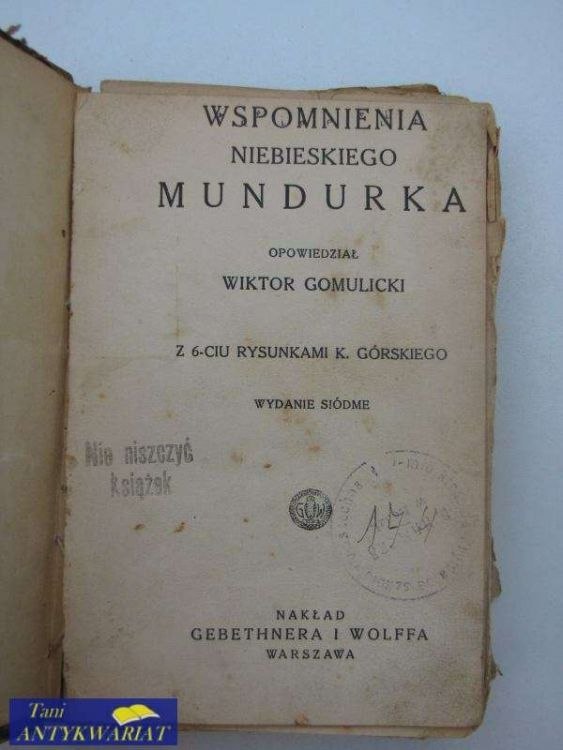 WSPOMNIENIA
NIEBIESKIEGO
MUNDURKA
OPOWIEDZIAŁ
WIKTOR GOMULICKI
Z 6-CIU RYSUNKAMI K. GÓRSKIEGO
WYDANIE SIÓDME
Nie niszczyć
książek
G W
NAKŁAD
GEBETHNERA I WOLFFA
WARSZAWA
Tani
ANTYKWARIAT